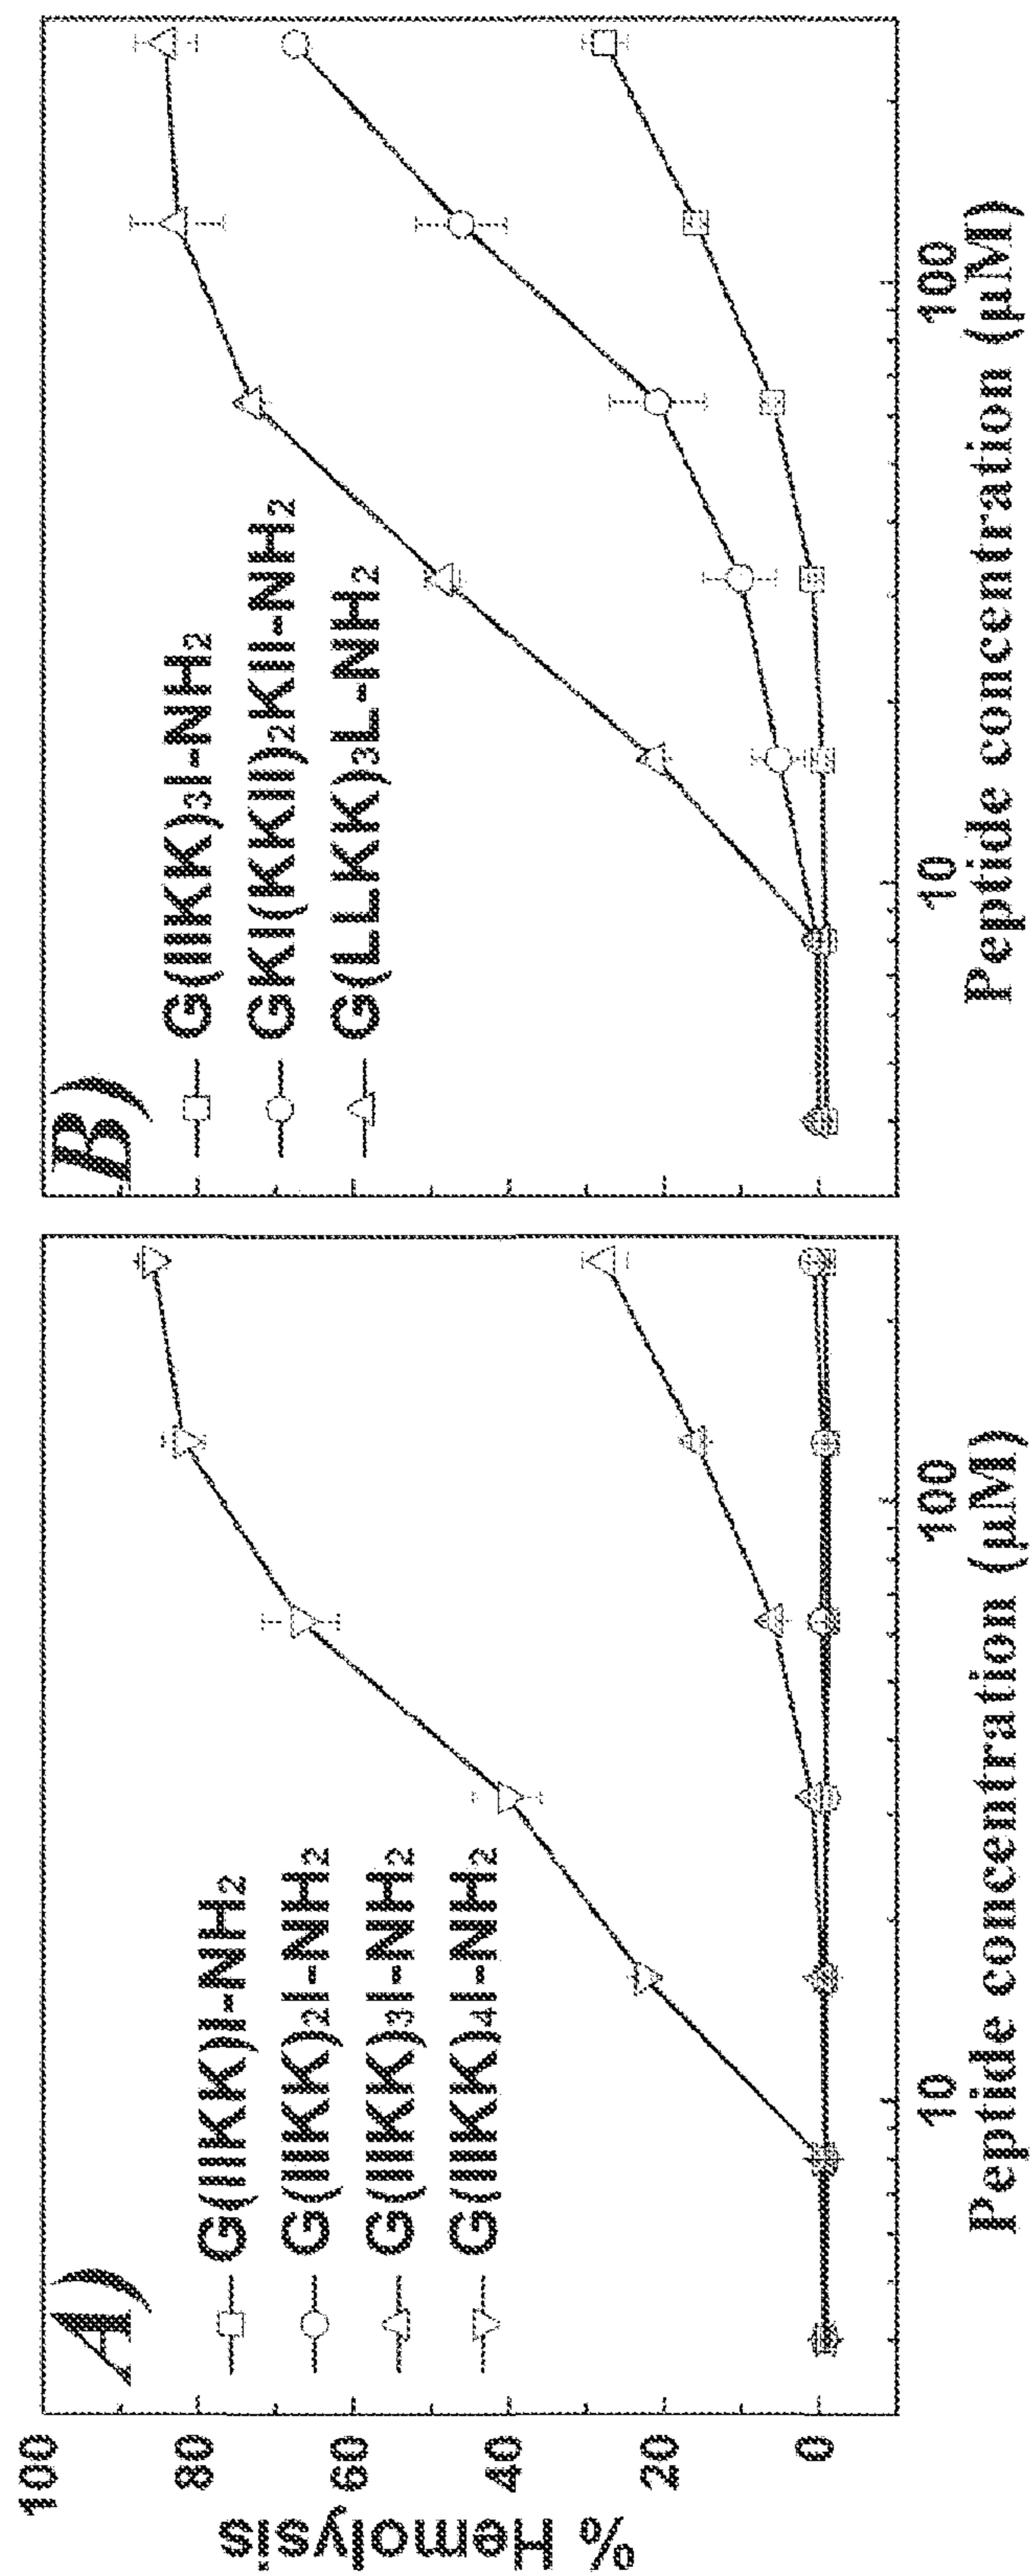 A)
G(IIKK)I-NH₂
G(IIKK)₂I-NH₂
G(IIKK)₃I-NH₂
G(IIKK)₄I-NH₂
% Hemolysis
100
80
60
40
20
0
10
100
Peptide concentration (µM)
B)
G(IIKK)₃I-NH₂
GKI(KKII)₂KII-NH₂
G(LLKK)₃L-NH₂
10
100
Peptide concentration (µM)